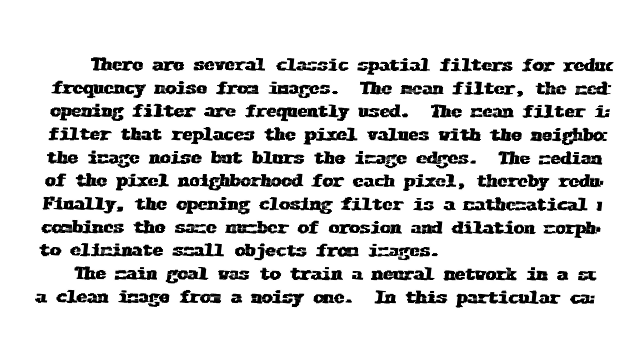 There are several classic spatial filters for reduc
frequency noise from images. The mean filter, the med
opening filter are frequently used. The mean filter is
filter that replaces the pixel values with the neighbor
the image noise but blurs the image edges. The median
of the pixel neighborhood for each pixel, thereby redu
Finally, the opening closing filter is a mathematical
combines the same number of erosion and dilation morph
to eliminate small objects from images.
The main goal was to train a neural network in a su
a clean image from a noisy one. In this particular cas